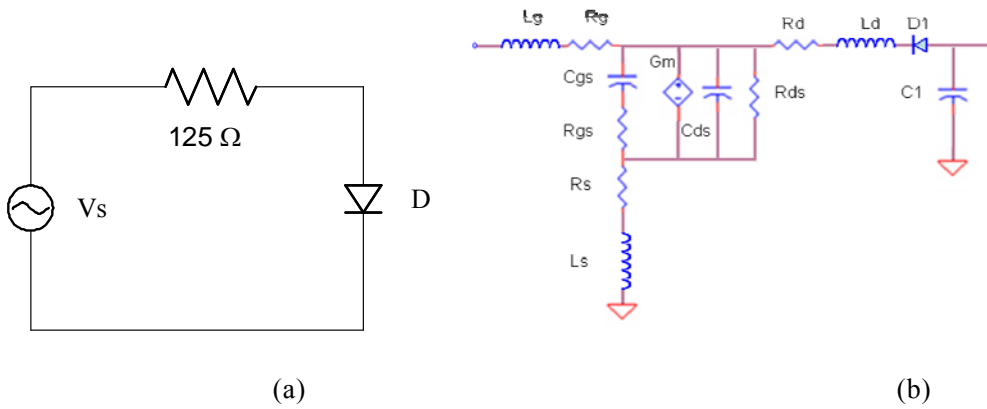 125 Ω
Vs
D
(a)
Lg Rg Rd Ld D1
Cgs Gm
Rds C1
Rgs Cds
Rs
Ls
(b)